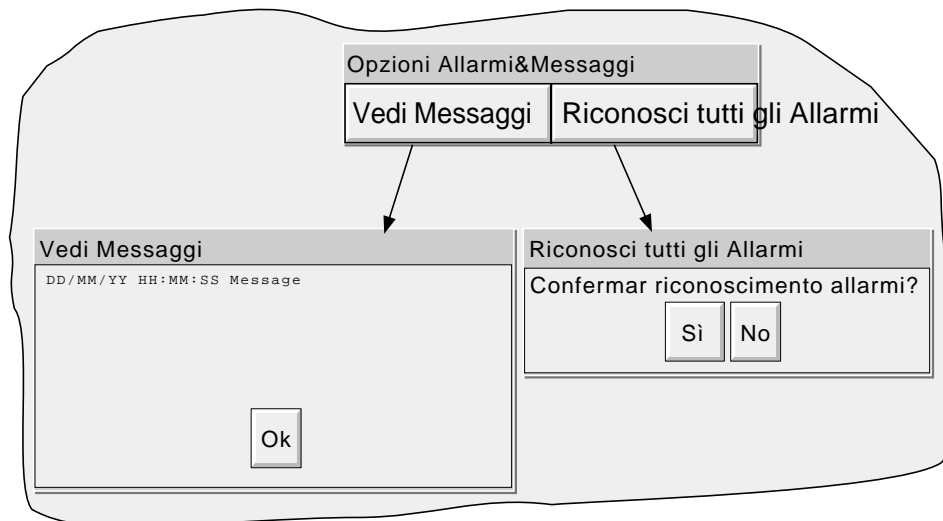 Opzioni Allarmi&Messaggi
Vedi Messaggi
Riconosci tutti gli Allarmi
Vedi Messaggi
DD/MM/YY HH:MM:SS Message
Ok
Riconosci tutti gli Allarmi
Confermar riconoscimento allarmi?
Sì
No